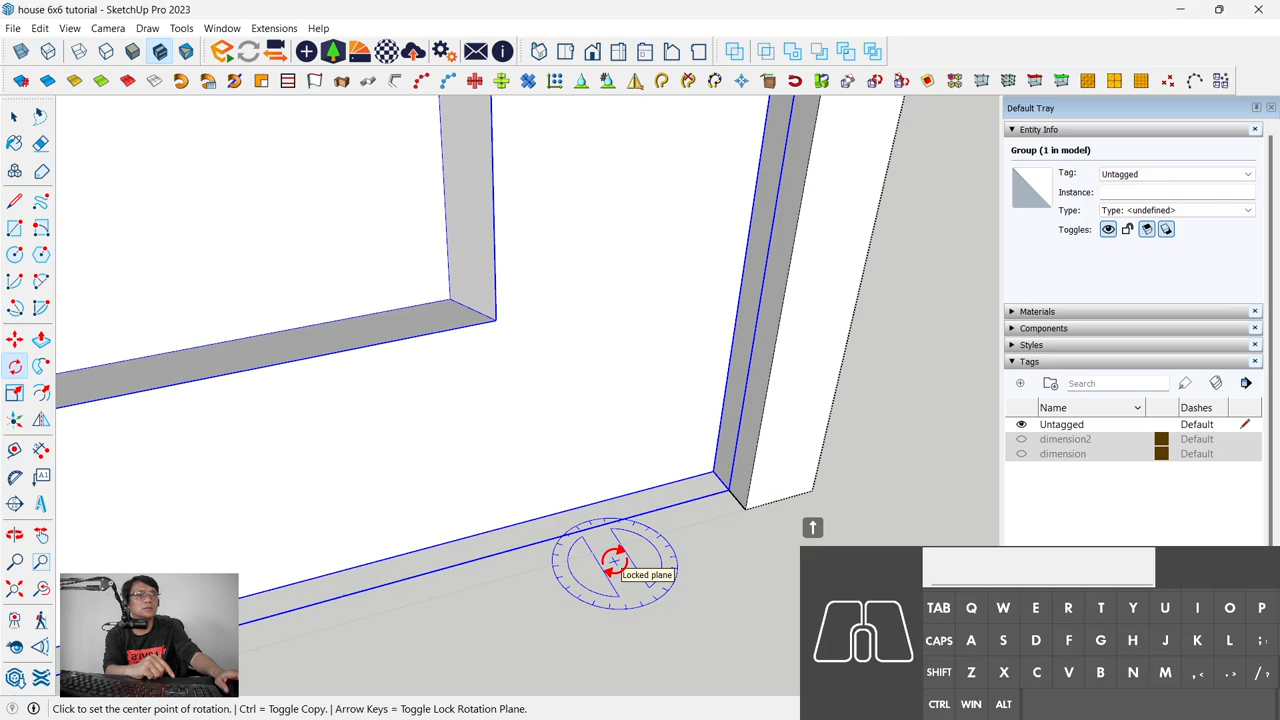 house 6x6 tutorial - SketchUp Pro 2023
File Edit View Camera Draw Tools Window Extensions Help
Default Tray
Entity Info
Group (1 in model)
Tag: Untagged
Instance:
Type: Type: <undefined>
Toggles:
Materials
Components
Styles
Tags
Search
Name Dashes
Untagged Default
dimension2 Default
dimension Default
A1
A
Locked plane
↑
TAB Q W E R T Y U I O P
CAPS A S D F G H J K L ; :
SHIFT Z X C V B N M , < . > / ?
CTRL WIN ALT
Click to set the center point of rotation. | Ctrl = Toggle Copy. | Arrow Keys = Toggle Lock Rotation Plane.